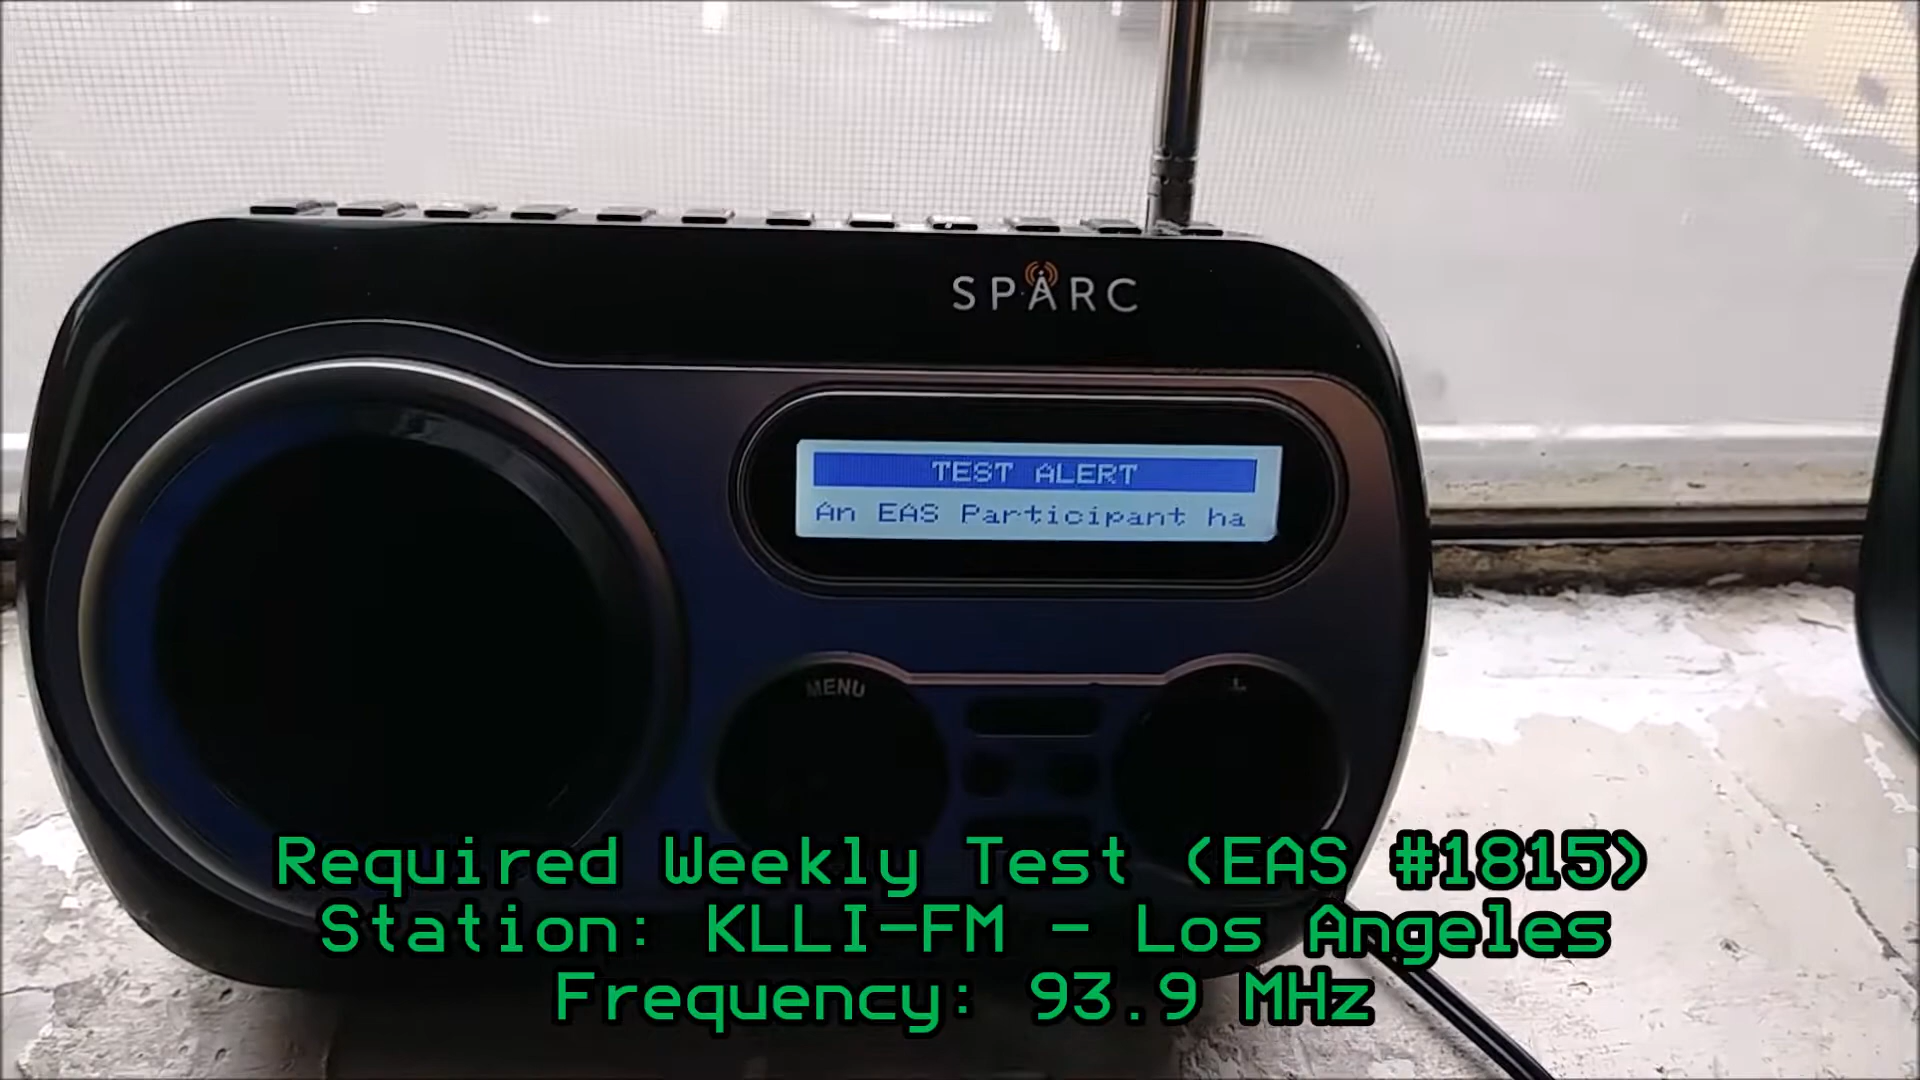 SPARC
TEST ALERT
An EAS Participant ha
MENU
+
Required Weekly Test (EAS #1815)
Station: KLLI-FM - Los Angeles
Frequency: 93.9 MHz